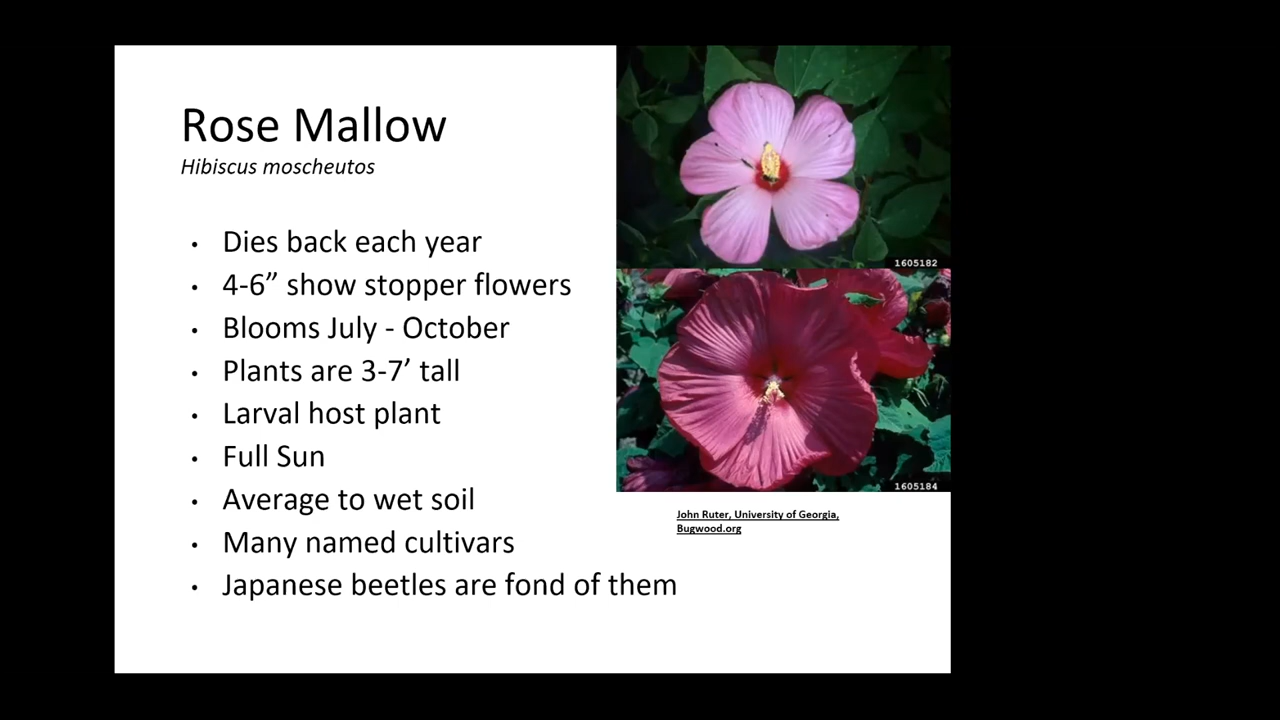 Rose Mallow
Hibiscus moscheutos
• Dies back each year
• 4-6” show stopper flowers
• Blooms July - October
• Plants are 3-7’ tall
• Larval host plant
• Full Sun
• Average to wet soil
• Many named cultivars
• Japanese beetles are fond of them
1605182
1605184
John Ruter, University of Georgia,
Bugwood.org